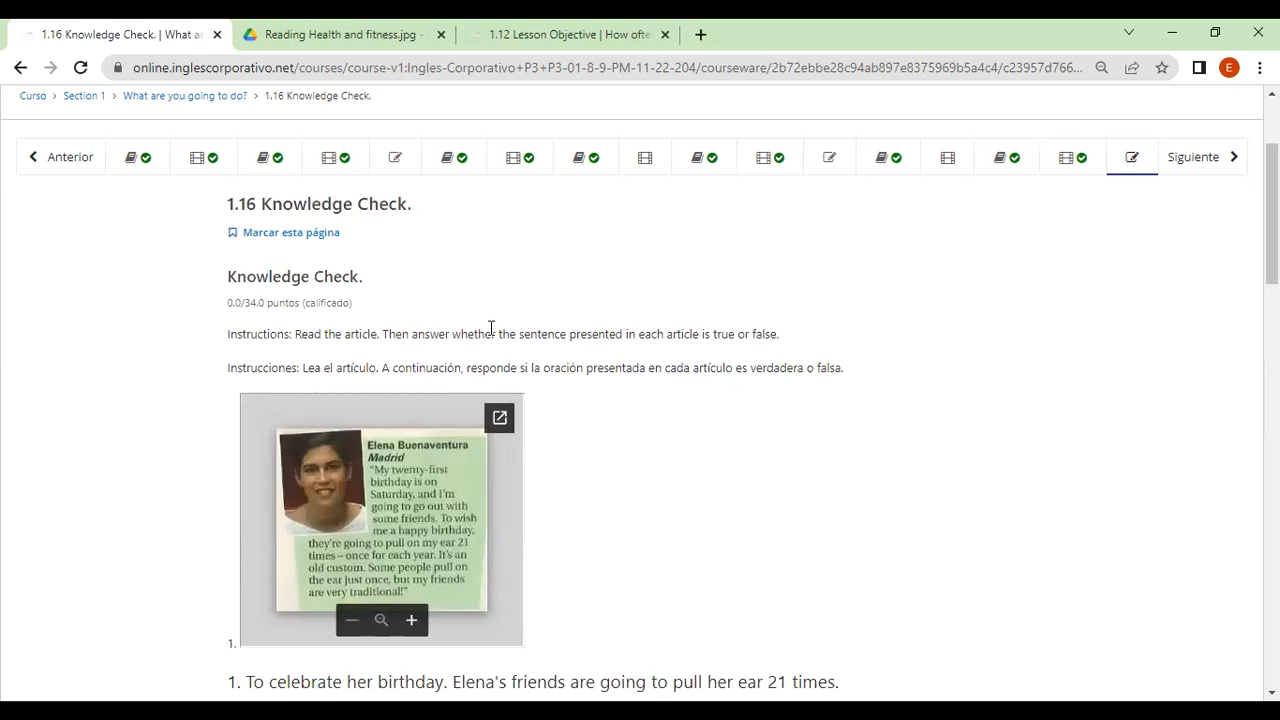 1.16 Knowledge Check. | What ar
Reading Health and fitness.jpg -
1.12 Lesson Objective | How ofte
online.inglescorporativo.net/courses/course-v1:Ingles-Corporativo+P3+P3-01-8-9-PM-11-22-204/courseware/2b72ebbe28c94ab897e8375969b5a4c4/c23957d766...
E
Curso > Section 1 > What are you going to do? > 1.16 Knowledge Check.
Anterior
Siguiente
1.16 Knowledge Check.
Marcar esta página
Knowledge Check.
0.0/34.0 puntos (calificado)
Instructions: Read the article. Then answer whether the sentence presented in each article is true or false.
Instrucciones: Lea el artículo. A continuación, responde si la oración presentada en cada artículo es verdadera o falsa.
Elena Buenaventura
Madrid
"My twenty-first
birthday is on
Saturday, and I'm
going to go out with
some friends. To wish
me a happy birthday,
they're going to pull on my ear 21
times – once for each year. It's an
old custom. Some people pull on
the ear just once, but my friends
are very traditional!"
1.
1. To celebrate her birthday. Elena's friends are going to pull her ear 21 times.